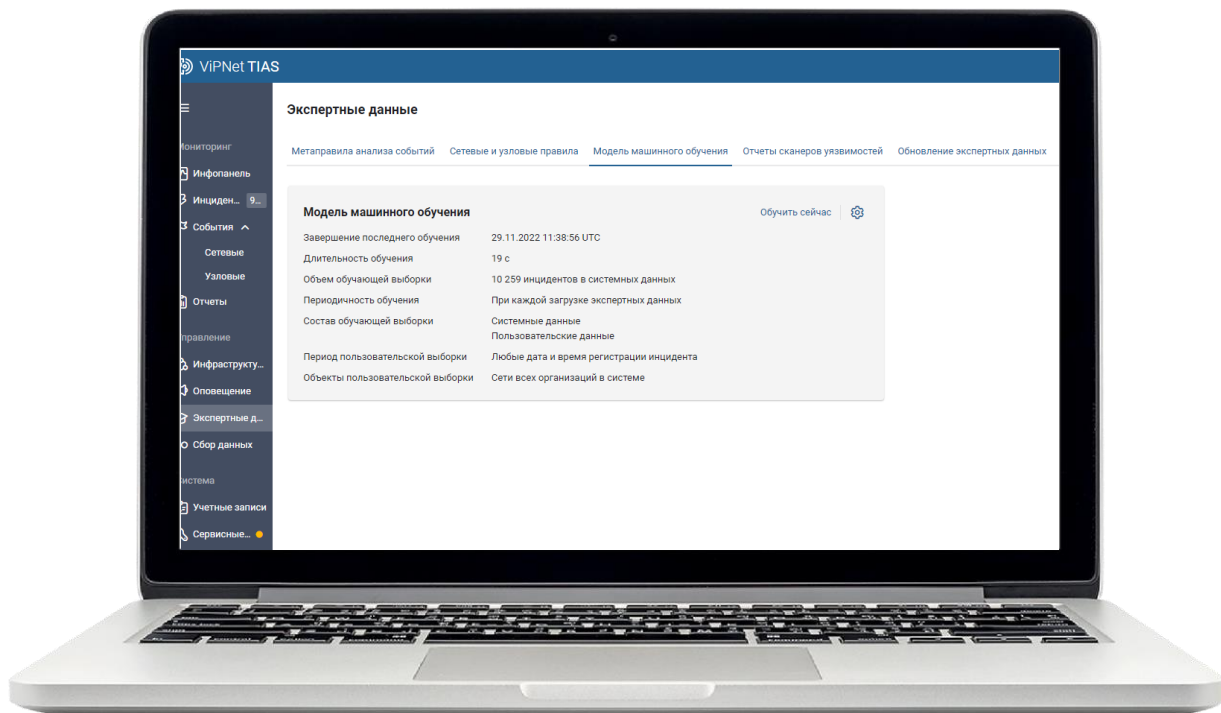 ViPNet TIAS
Экспертные данные
Мониторинг
Метаправила анализа событий Сетевые и узловые правила Модель машинного обучения Отчеты сканеров уязвимостей Обновление экспертных данных
Инфопанель
Инциден... 9...
События
Сетевые
Узловые
Отчеты
Управление
Инфраструкту...
Оповещение
Экспертные д...
Сбор данных
Система
Учетные записи
Сервисные...
Модель машинного обучения
Обучить сейчас
Завершение последнего обучения 29.11.2022 11:38:56 UTC
Длительность обучения 19 с
Объем обучающей выборки 10 259 инцидентов в системных данных
Периодичность обучения При каждой загрузке экспертных данных
Состав обучающей выборки Системные данные
Пользовательские данные
Период пользовательской выборки Любые дата и время регистрации инцидента
Объекты пользовательской выборки Сети всех организаций в системе